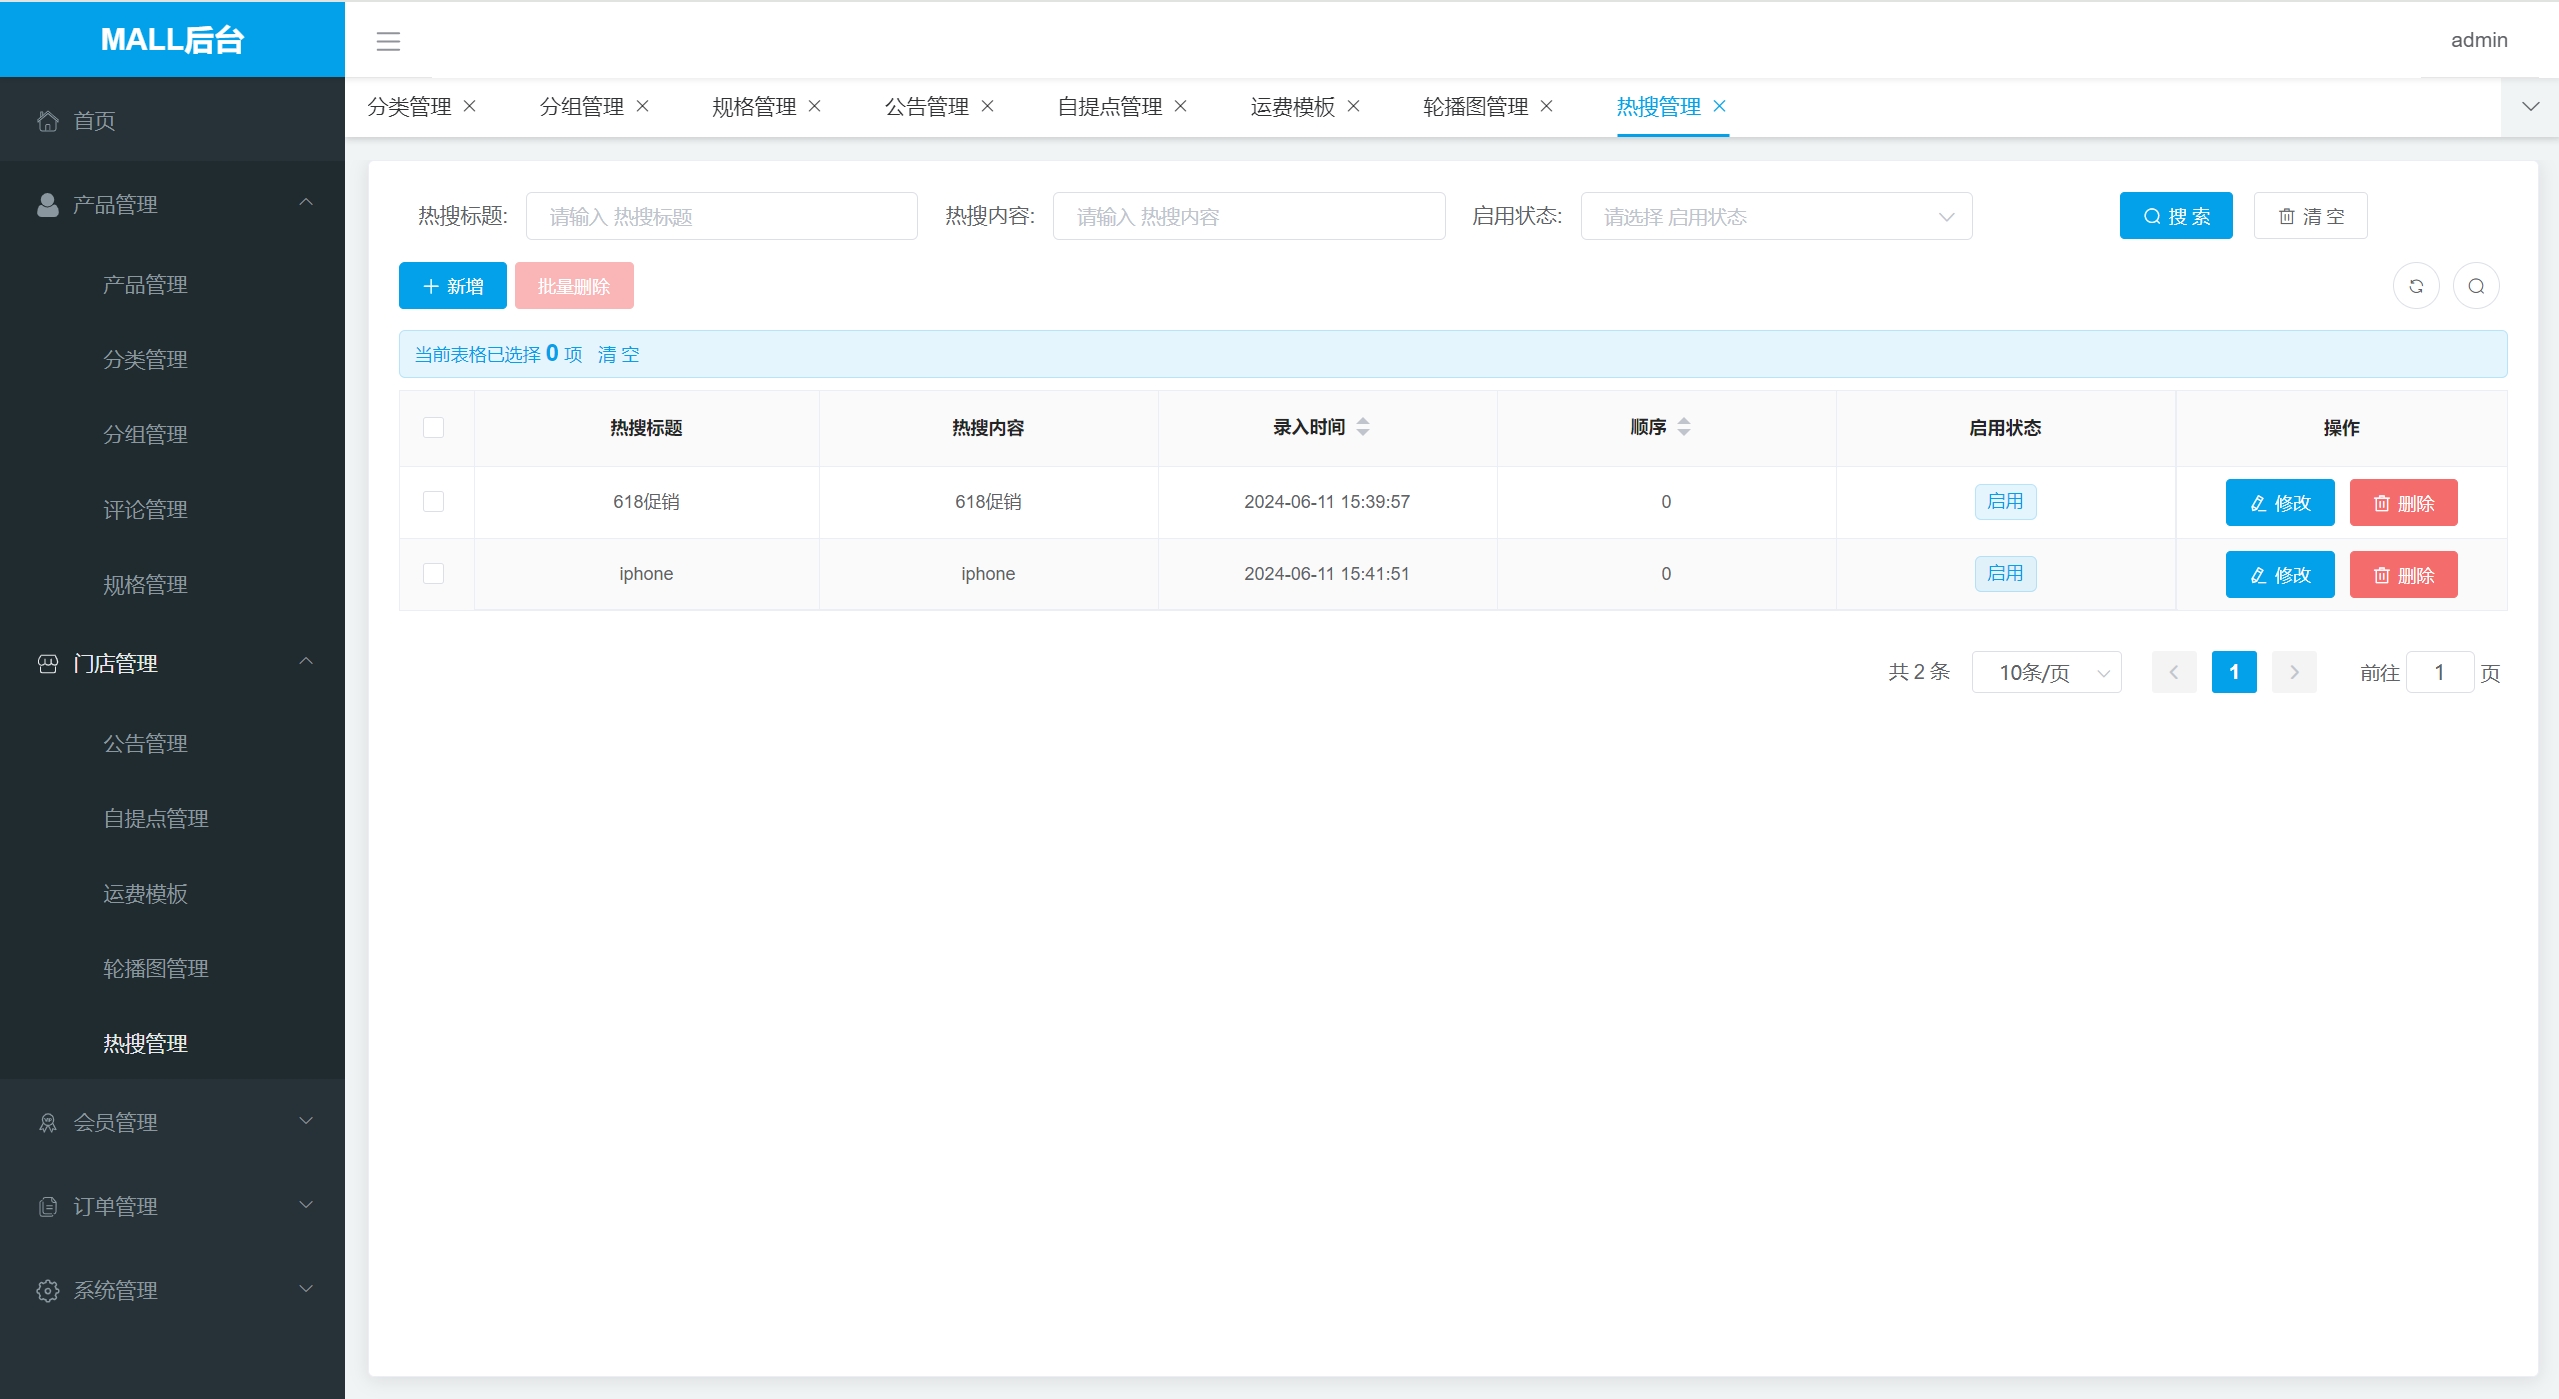 MALL后台
admin
首页
产品管理
产品管理
分类管理
分组管理
评论管理
规格管理
门店管理
公告管理
自提点管理
运费模板
轮播图管理
热搜管理
会员管理
订单管理
系统管理
分类管理 分组管理 规格管理 公告管理 自提点管理 运费模板 轮播图管理 热搜管理
热搜标题: 请输入 热搜标题 热搜内容: 请输入 热搜内容 启用状态: 请选择 启用状态 搜 索 清 空
新增 批量删除
当前表格已选择 0 项 清 空
热搜标题 热搜内容 录入时间 顺序 启用状态 操作
618促销 618促销 2024-06-11 15:39:57 0 启用 修改 删除
iphone iphone 2024-06-11 15:41:51 0 启用 修改 删除
共 2 条 10条/页 1 前往 1 页